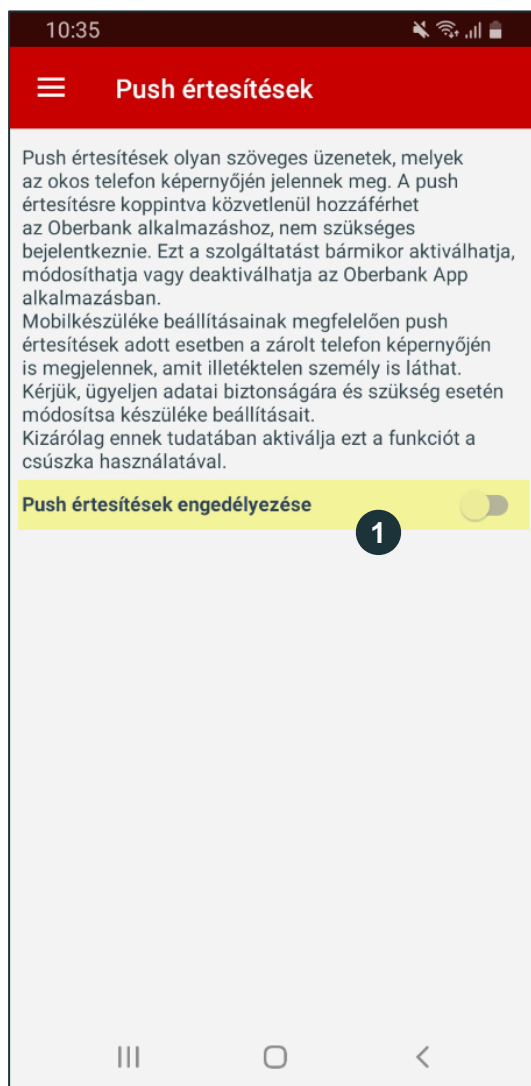 10:35
Push értesítések
Push értesítések olyan szöveges üzenetek, melyek
az okos telefon képernyőjén jelennek meg. A push
értesítésre koppintva közvetlenül hozzáférhet
az Oberbank alkalmazáshoz, nem szükséges
bejelentkeznie. Ezt a szolgáltatást bármikor aktiválhatja,
módosíthatja vagy deaktiválhatja az Oberbank App
alkalmazásban.
Mobilkészüléke beállításainak megfelelően push
értesítések adott esetben a zárolt telefon képernyőjén
is megjelennek, amit illetéktelen személy is láthat.
Kérjük, ügyeljen adatai biztonságára és szükség esetén
módosítsa készüléke beállításait.
Kizárólag ennek tudatában aktiválja ezt a funkciót a
csúszka használatával.
Push értesítések engedélyezése
1